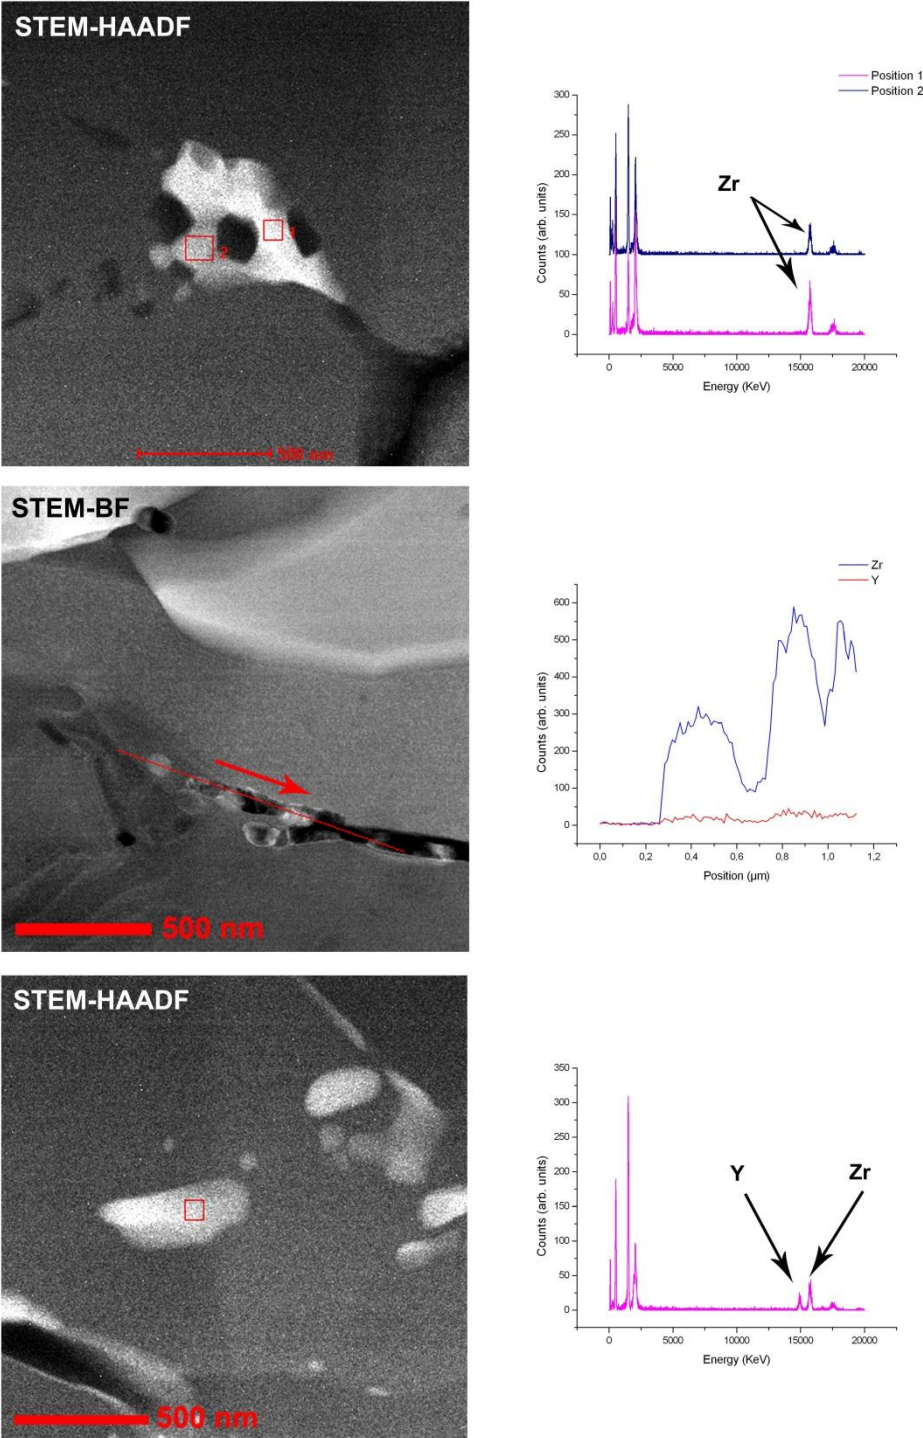 STEM-HAADF
1
2
500 nm
Position 1
Position 2
Zr
Counts (arb. units)
300
250
200
150
100
50
0
0 5000 10000 15000 20000
Energy (KeV)
STEM-BF
500 nm
Zr
Y
Counts (arb. units)
600
500
400
300
200
100
0
0,0 0,2 0,4 0,6 0,8 1,0 1,2
Position (µm)
STEM-HAADF
500 nm
Y Zr
Counts (arb. units)
350
300
250
200
150
100
50
0
0 5000 10000 15000 20000
Energy (KeV)